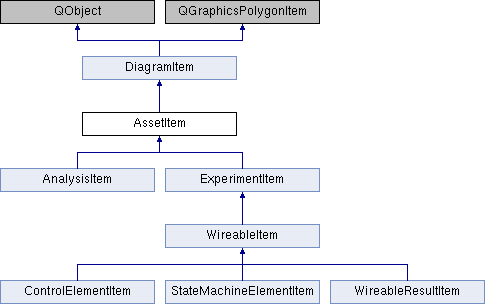 QObject
QGraphicsPolygonItem
DiagramItem
AssetItem
AnalysisItem
ExperimentItem
WireableItem
ControlElementItem
StateMachineElementItem
WireableResultItem